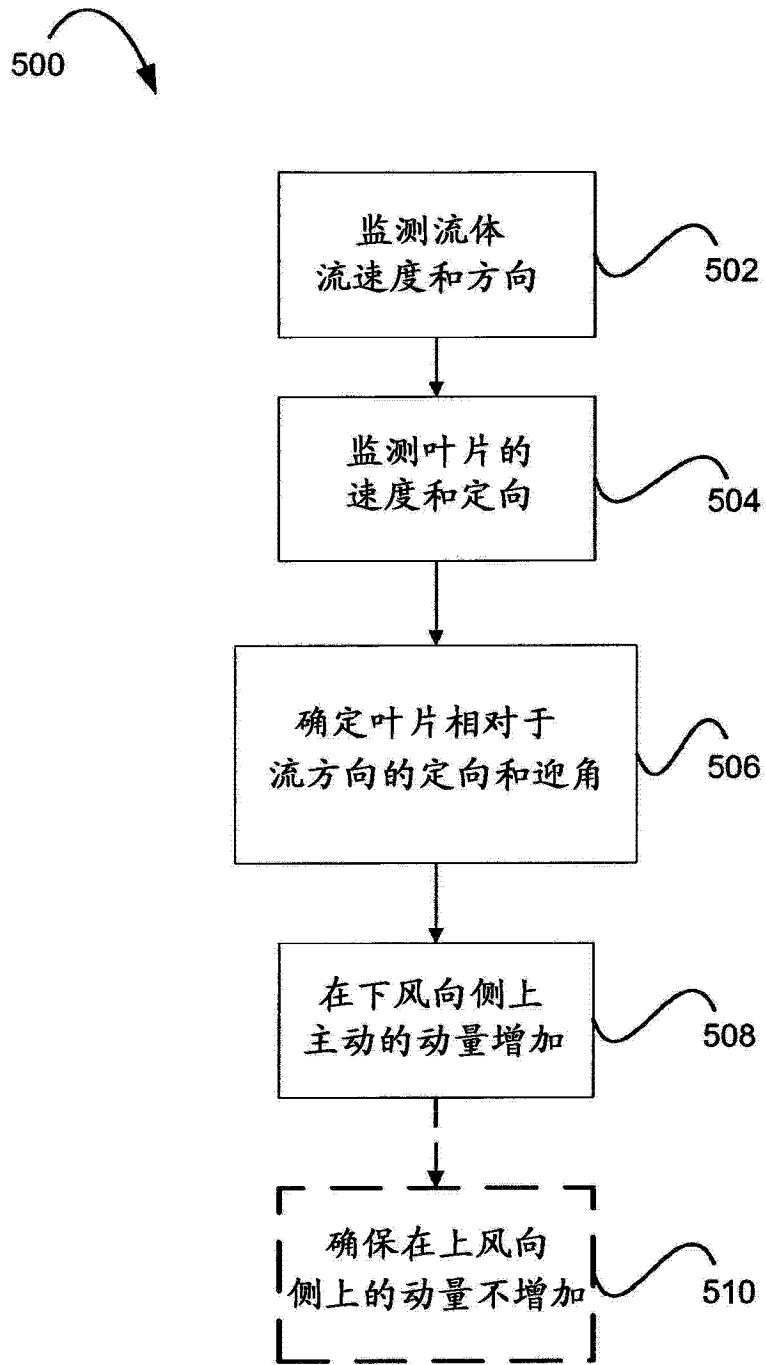 500
监测流体
流速度和方向
502
监测叶片的
速度和定向
504
确定叶片相对于
流方向的定向和迎角
506
在下风向侧上
主动的动量增加
508
确保在上风向
侧上的动量不增加
510